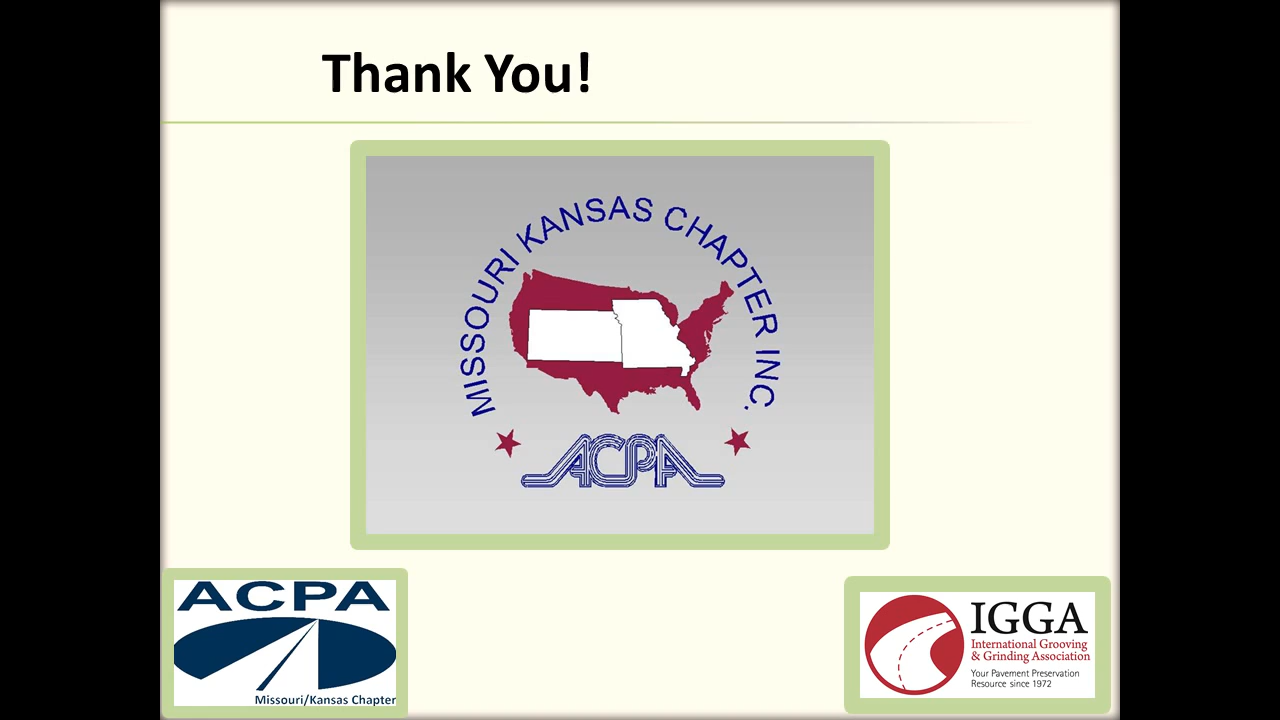 Thank You!
MISSOURI KANSAS CHAPTER INC.
ACPA
ACPA
Missouri/Kansas Chapter
IGGA
International Grooving
& Grinding Association
Your Pavement Preservation
Resource since 1972